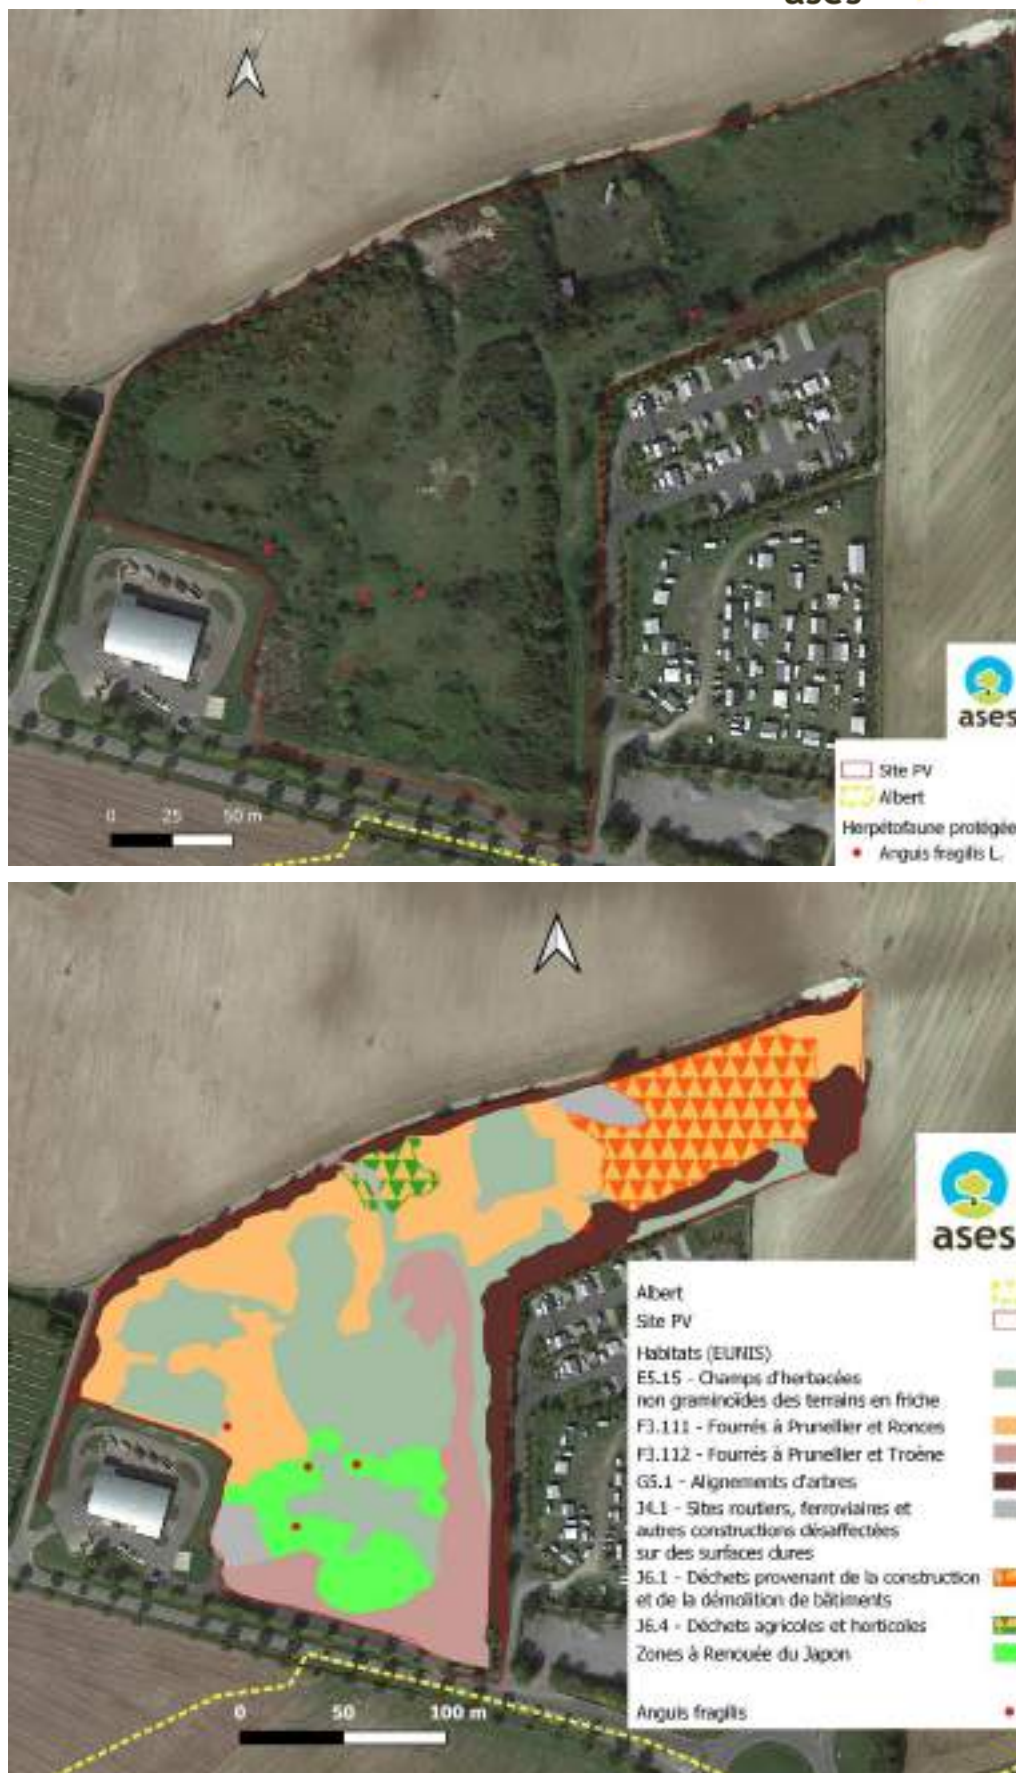 ases
ases
Site PV
Albert
Herpétofaune protégée
Anguis fragilis L.
0 25 50 m
ases
Albert
Site PV
Habitats (EUNIS)
E5.15 - Champs d'herbacées
non graminoïdes des terrains en friche
F3.111 - Fourrés à Prunellier et Ronces
F3.112 - Fourrés à Prunellier et Troène
G5.1 - Alignements d'arbres
J4.1 - Sites routiers, ferroviaires et
autres constructions désaffectées
sur des surfaces dures
J6.1 - Déchets provenant de la construction
et de la démolition de bâtiments
J6.4 - Déchets agricoles et horticoles
Zones à Renouée du Japon
Anguis fragilis
0 50 100 m